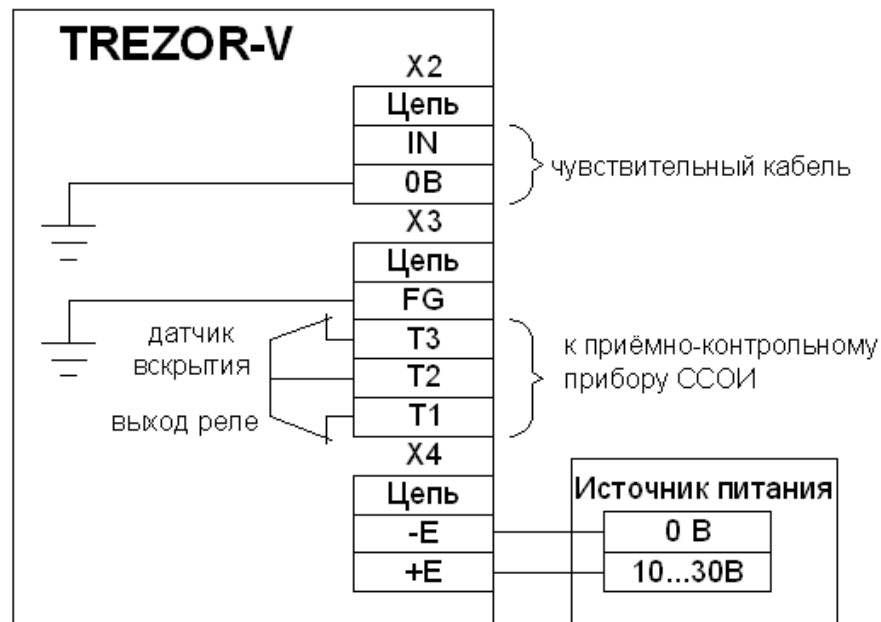 TREZOR-V
X2
Цепь
IN
0В
чувствительный кабель
X3
Цепь
FG
T3
T2
T1
датчик
вскрытия
выход реле
к приёмно-контрольному
прибору ССОИ
X4
Цепь
-E
+E
Источник питания
0 В
10...30В